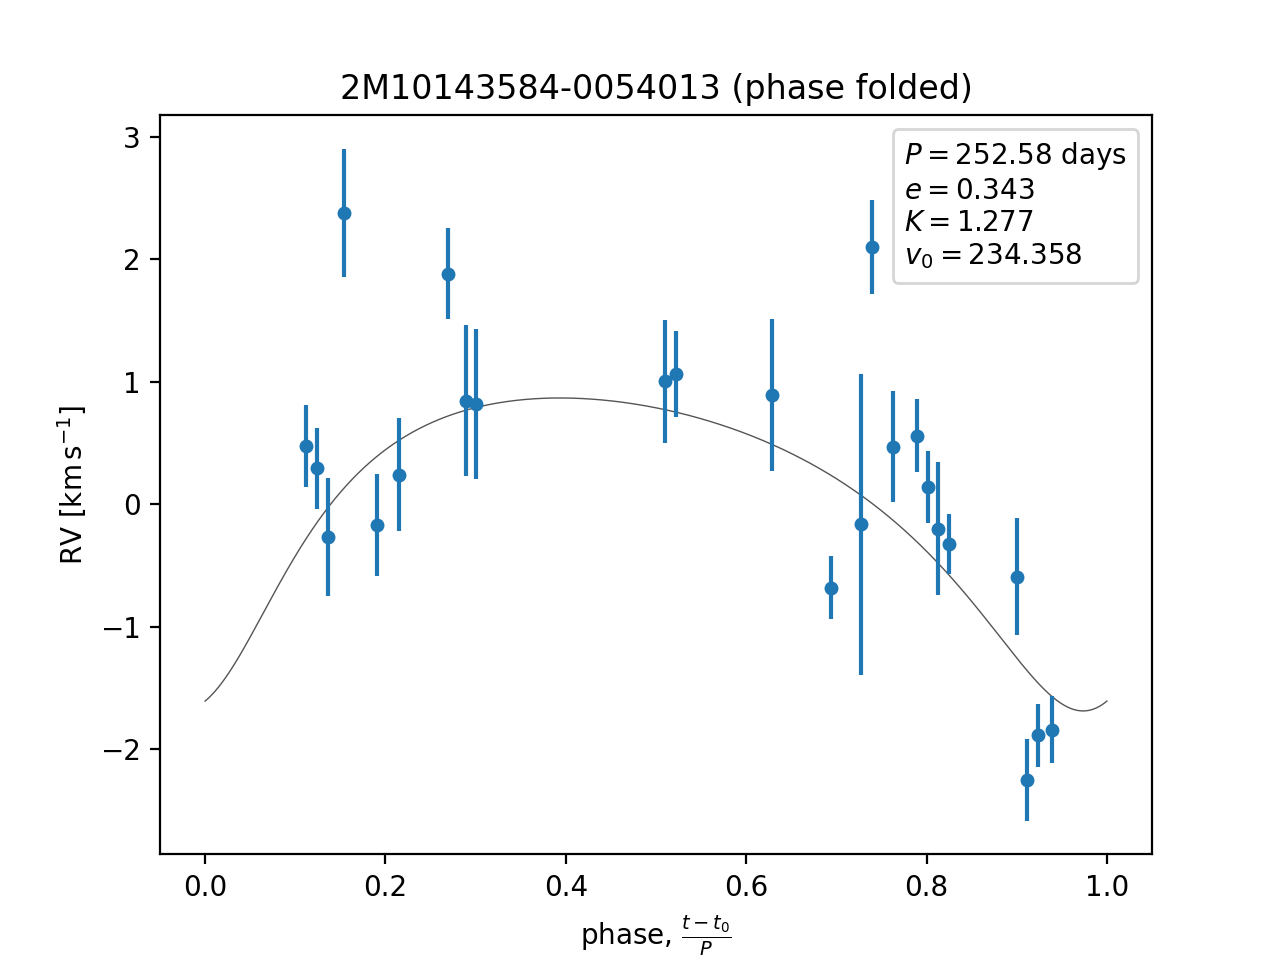 2M10143584-0054013 (phase folded)
P = 252.58 days
e = 0.343
K = 1.277
v₀ = 234.358
3
2
1
0
−1
−2
RV [km s⁻¹]
0.0 0.2 0.4 0.6 0.8 1.0
phase, (t − t₀)/P